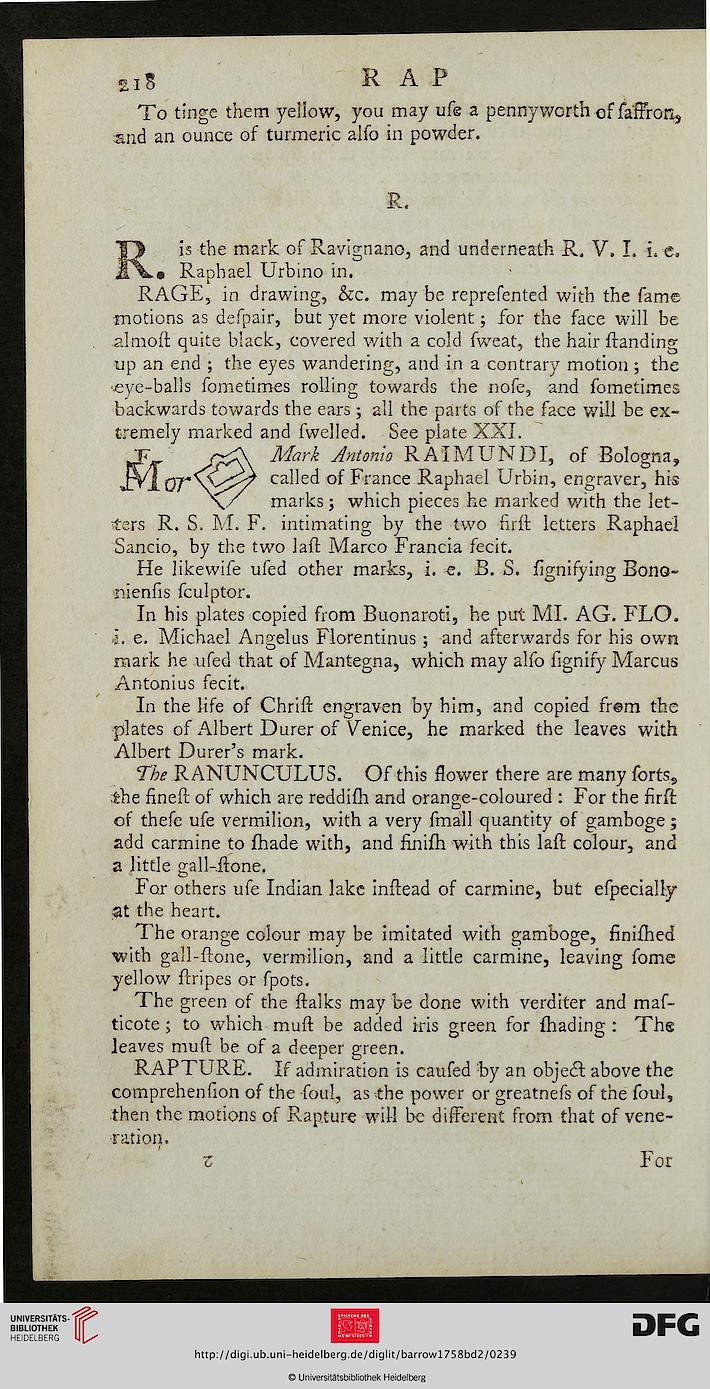 218 R A P
To tinge them yellow, you may uſe a pennyworth of ſaffron,
and an ounce of turmeric alſo in powder.
R.
R. is the mark of Ravignano, and underneath R. V. I. i. e.
Raphael Urbino in.
RAGE, in drawing, &c. may be repreſented with the ſame
motions as deſpair, but yet more violent ; for the face will be
almoſt quite black, covered with a cold ſweat, the hair ſtanding
up an end ; the eyes wandering, and in a contrary motion ; the
eye-balls ſometimes rolling towards the noſe, and ſometimes
backwards towards the ears ; all the parts of the face will be ex-
tremely marked and ſwelled. See plate XXI.
F
M or
Mark Antonio RAIMUNDI, of Bologna,
called of France Raphael Urbin, engraver, his
marks ; which pieces he marked with the let-
ters R. S. M. F. intimating by the two firſt letters Raphael
Sancio, by the two laſt Marco Francia fecit.
He likewiſe uſed other marks, i. e. B. S. ſignifying Bono-
nienſis ſculptor.
In his plates copied from Buonaroti, he put MI. AG. FLO.
i. e. Michael Angelus Florentinus ; and afterwards for his own
mark he uſed that of Mantegna, which may alſo ſignify Marcus
Antonius fecit.
In the life of Chriſt engraven by him, and copied from the
plates of Albert Durer of Venice, he marked the leaves with
Albert Durer's mark.
The RANUNCULUS. Of this flower there are many ſorts,
the fineſt of which are reddiſh and orange-coloured : For the firſt
of theſe uſe vermilion, with a very ſmall quantity of gamboge ;
add carmine to ſhade with, and finiſh with this laſt colour, and
a little gall-ſtone.
For others uſe Indian lake inſtead of carmine, but eſpecially
at the heart.
The orange colour may be imitated with gamboge, finiſhed
with gall-ſtone, vermilion, and a little carmine, leaving ſome
yellow ſtripes or ſpots.
The green of the ſtalks may be done with verditer and maſ-
ticote ; to which muſt be added iris green for ſhading : The
leaves muſt be of a deeper green.
RAPTURE. If admiration is cauſed by an object above the
comprehenſion of the ſoul, as the power or greatneſs of the ſoul,
then the motions of Rapture will be different from that of vene-
ration.
For
UNIVERSITÄTS-
BIBLIOTHEK
HEIDELBERG
DFG
http://digi.ub.uni-heidelberg.de/diglit/barrow1758bd2/0239
© Universitätsbibliothek Heidelberg